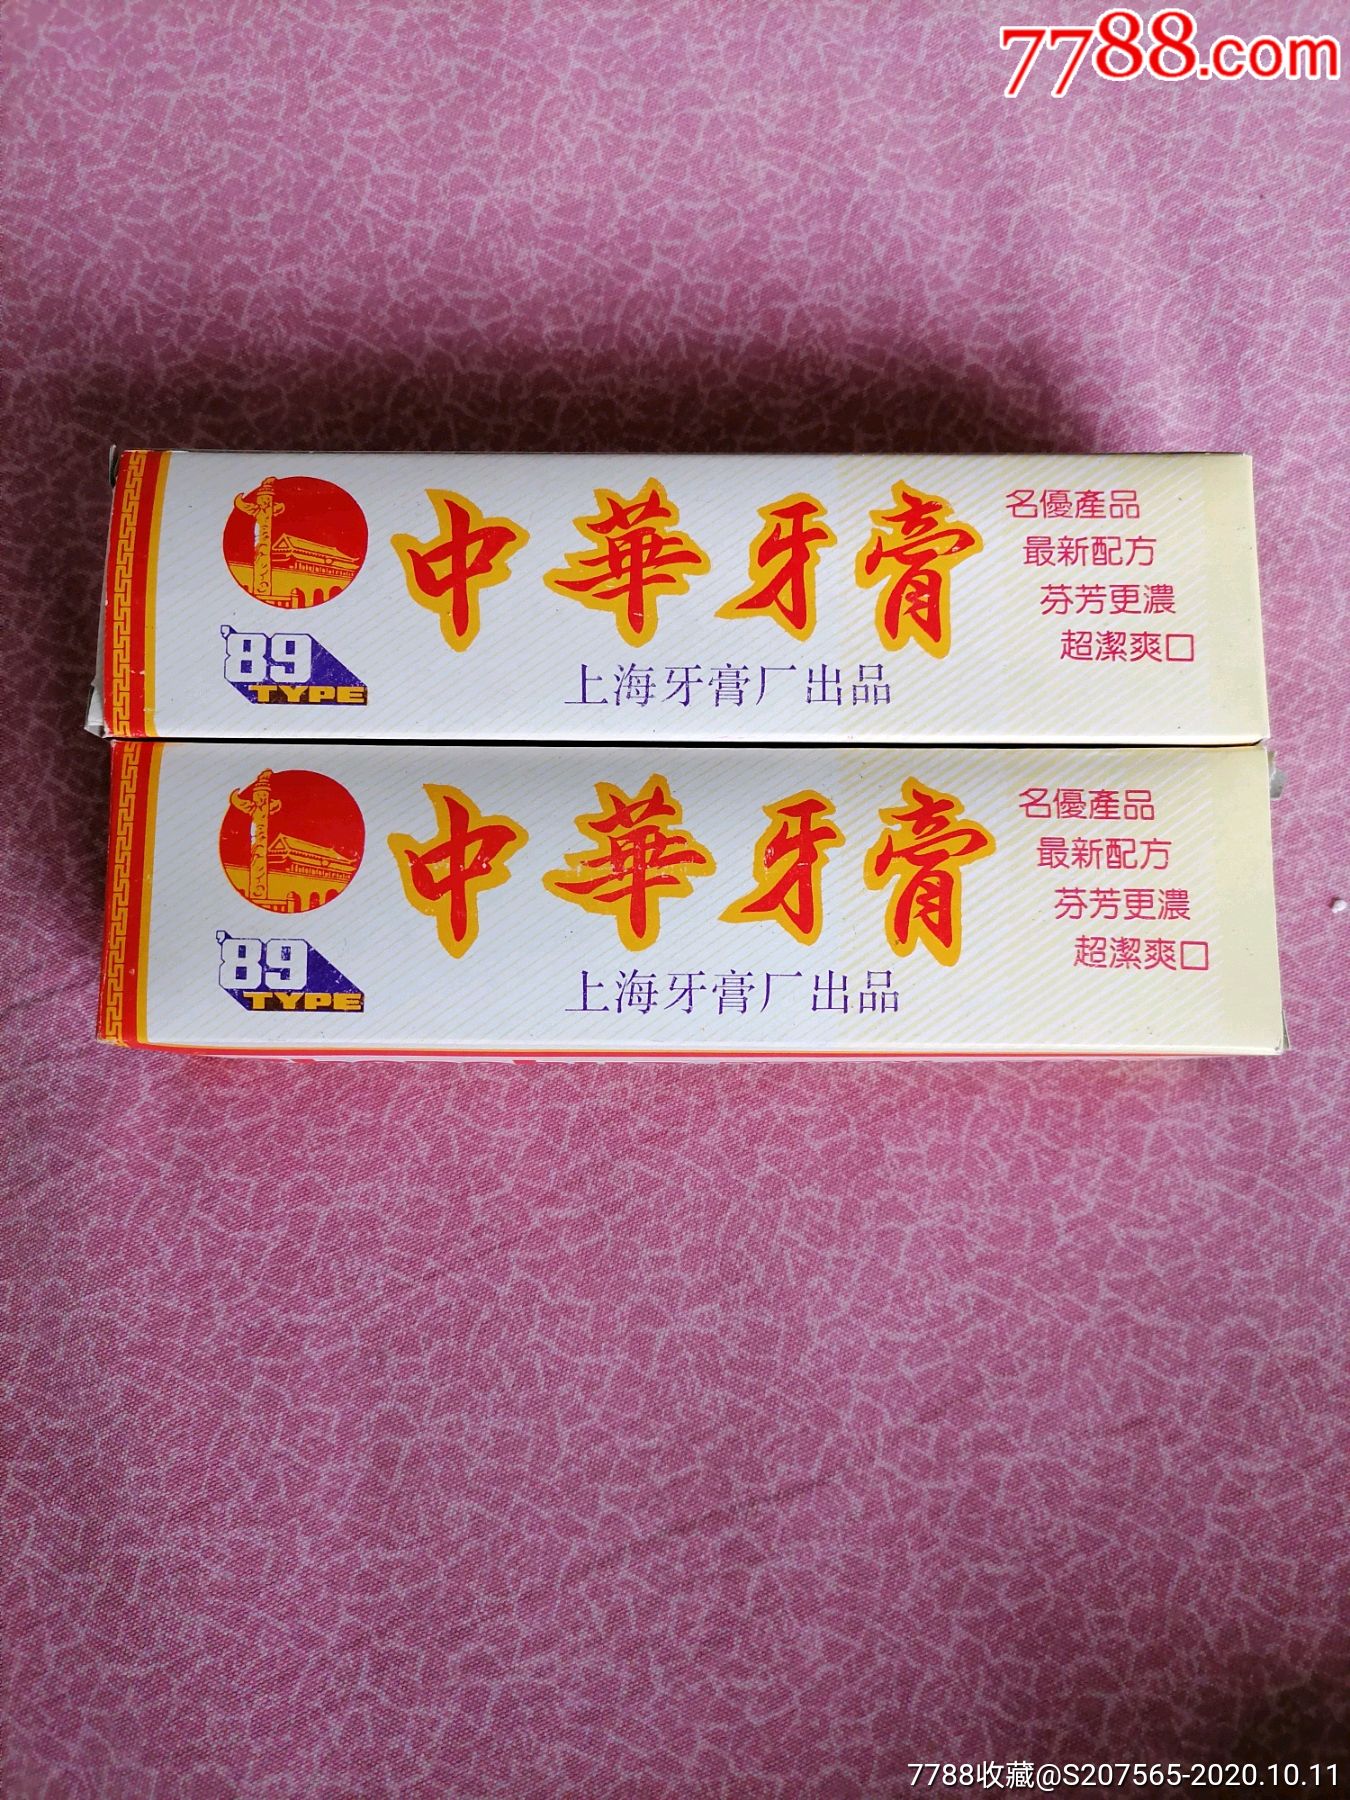 7788.com
中華牙膏
名優產品
最新配方
芬芳更濃
超潔爽口
'89
TYPE
上海牙膏厂出品
中華牙膏
名優產品
最新配方
芬芳更濃
超潔爽口
'89
TYPE
上海牙膏厂出品
7788收藏@S207565-2020.10.11